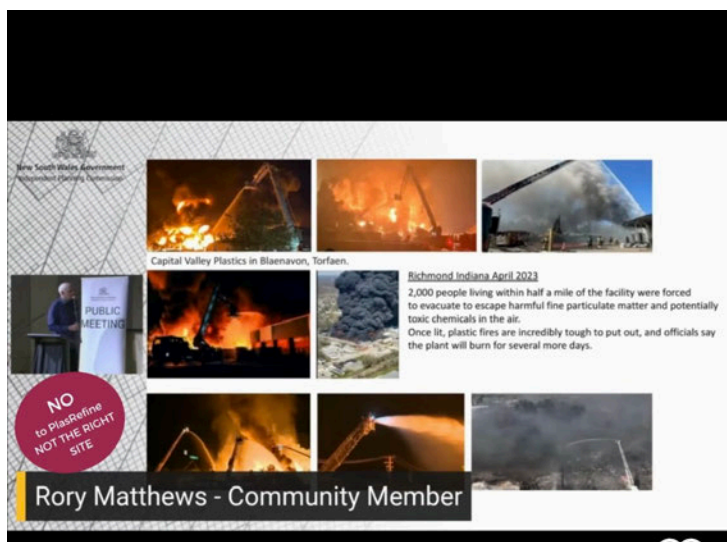 New South Wales Government
Independent Planning Commission
Capital Valley Plastics in Blaenavon, Torfaen.
Richmond Indiana April 2023
2,000 people living within half a mile of the facility were forced
to evacuate to escape harmful fine particulate matter and potentially
toxic chemicals in the air.
Once lit, plastic fires are incredibly tough to put out, and officials say
the plant will burn for several more days.
PUBLIC
MEETING
NO
to PlasRefine
NOT THE RIGHT
SITE
Rory Matthews - Community Member